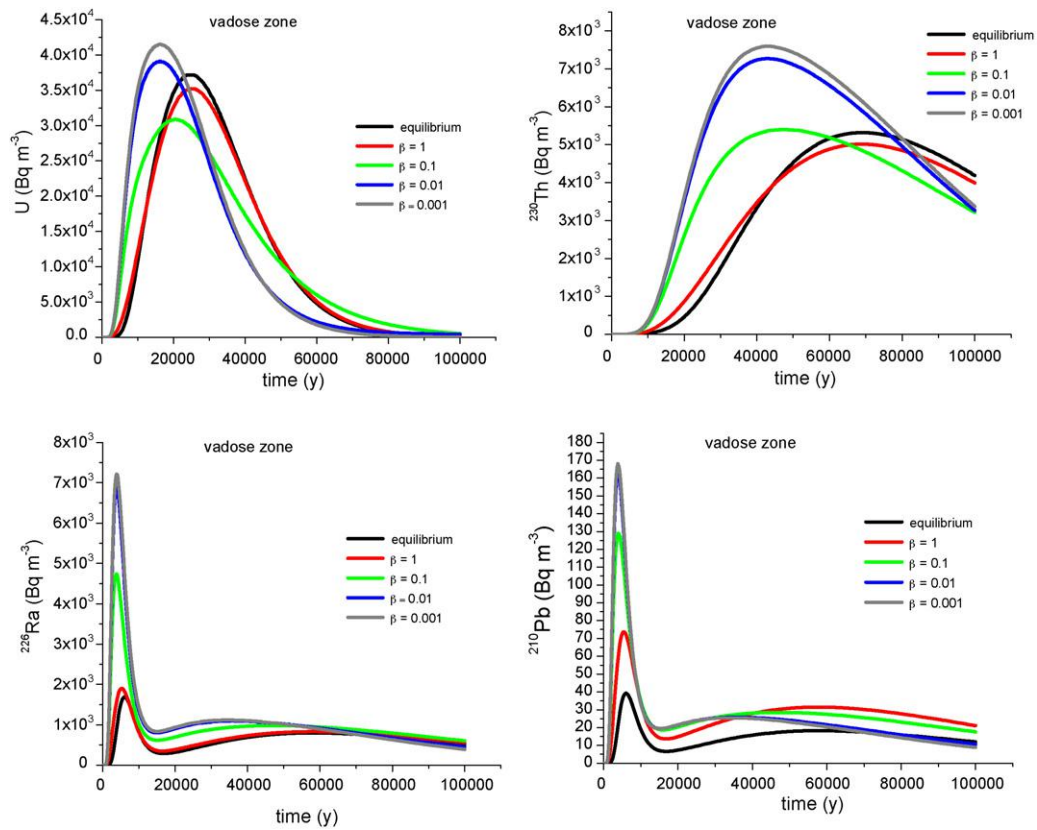 vadose zone
U (Bq m⁻³)
4.5x10⁴
4.0x10⁴
3.5x10⁴
3.0x10⁴
2.5x10⁴
2.0x10⁴
1.5x10⁴
1.0x10⁴
5.0x10³
0.0
equilibrium
β = 1
β = 0.1
β = 0.01
β = 0.001
0 20000 40000 60000 80000 100000
time (y)
vadose zone
²³⁰Th (Bq m⁻³)
8x10³
7x10³
6x10³
5x10³
4x10³
3x10³
2x10³
1x10³
0
equilibrium
β = 1
β = 0.1
β = 0.01
β = 0.001
0 20000 40000 60000 80000 100000
time (y)
vadose zone
²²⁶Ra (Bq m⁻³)
8x10³
7x10³
6x10³
5x10³
4x10³
3x10³
2x10³
1x10³
0
equilibrium
β = 1
β = 0.1
β = 0.01
β = 0.001
0 20000 40000 60000 80000 100000
time (y)
vadose zone
²¹⁰Pb (Bq m⁻³)
180
170
160
150
140
130
120
110
100
90
80
70
60
50
40
30
20
10
0
equilibrium
β = 1
β = 0.1
β = 0.01
β = 0.001
0 20000 40000 60000 80000 100000
time (y)